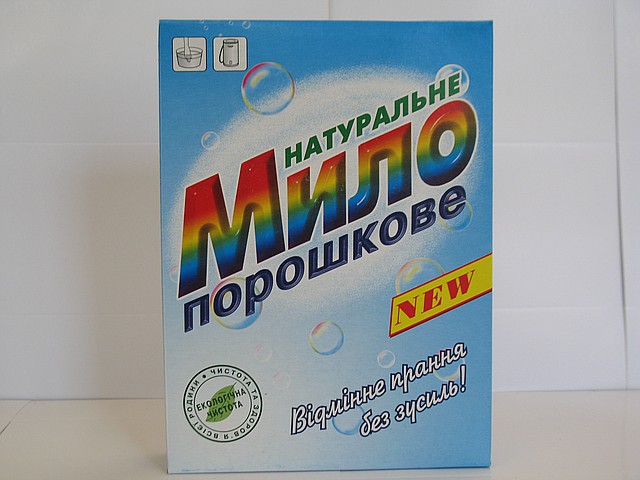 НАТУРАЛЬНЕ
Мило
порошкове
NEW
Відмінне прання
без зусиль!
ЧИСТОТА ТА ЗДОРОВ'Я ВСІЄЇ РОДИНИ
ЕКОЛОГІЧНА
ЧИСТОТА